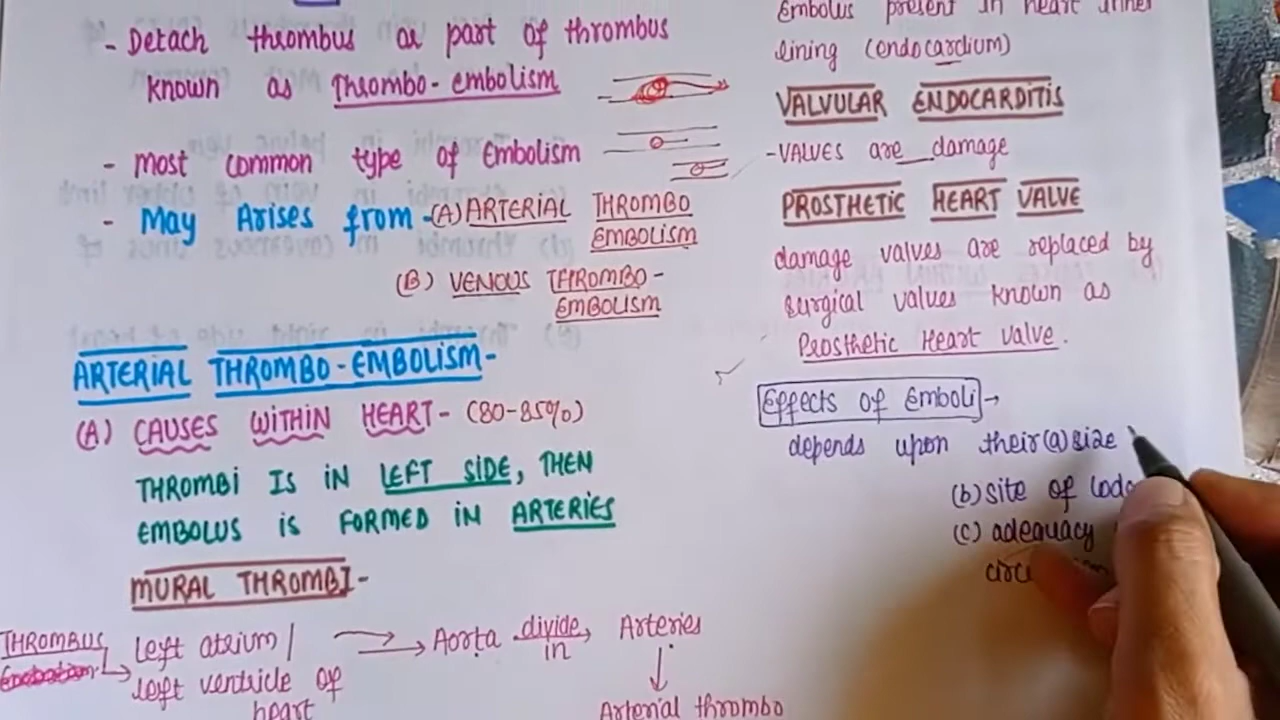 - Detach thrombus or part of thrombus
known as Thrombo-embolism
- most common type of Embolism
- May Arises from - (A) ARTERIAL THROMBO
EMBOLISM
(B) VENOUS THROMBO-
EMBOLISM
ARTERIAL THROMBO-EMBOLISM-
(A) CAUSES WITHIN HEART - (80-85%)
THROMBI IS IN LEFT SIDE, THEN
EMBOLUS IS FORMED IN ARTERIES
MURAL THROMBI-
THROMBUS
left atrium /
left ventricle of
heart
Aorta divide
in
Arteries
Arterial thrombo
Embolus present in heart inner
lining (endocardium)
VALVULAR ENDOCARDITIS
-VALVES are damage
PROSTHETIC HEART VALVE
damage valves are replaced by
surgical valves known as
Prosthetic Heart valve.
Effects of Emboli →
depends upon their (a) size
(b) site of
(c) adequacy